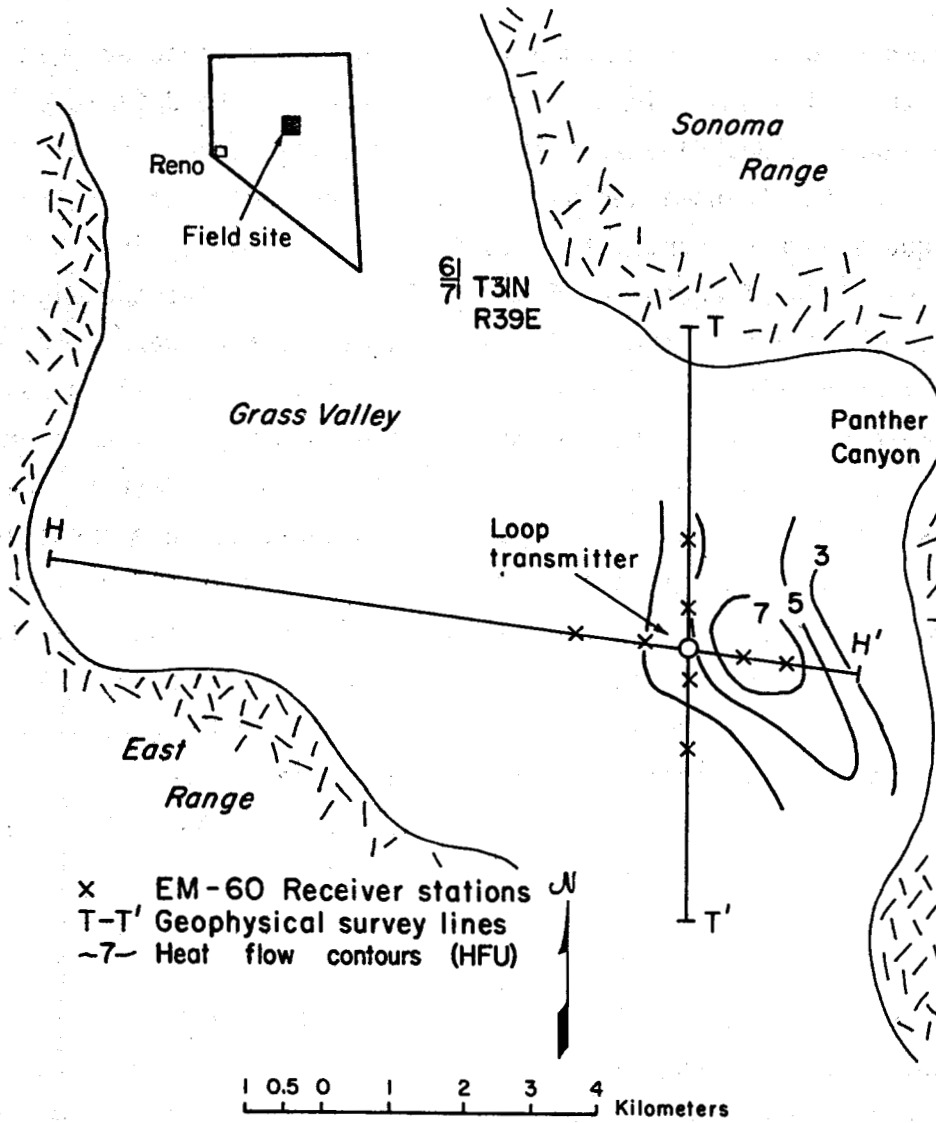 Sonoma
Range
Reno
Field site
6
7
T31N
R39E
T
Grass Valley
Panther
Canyon
H
Loop
transmitter
3
7
5
H'
East
Range
× EM-60 Receiver stations
T-T' Geophysical survey lines
~7~ Heat flow contours (HFU)
N
T'
1 0.5 0 1 2 3 4
Kilometers